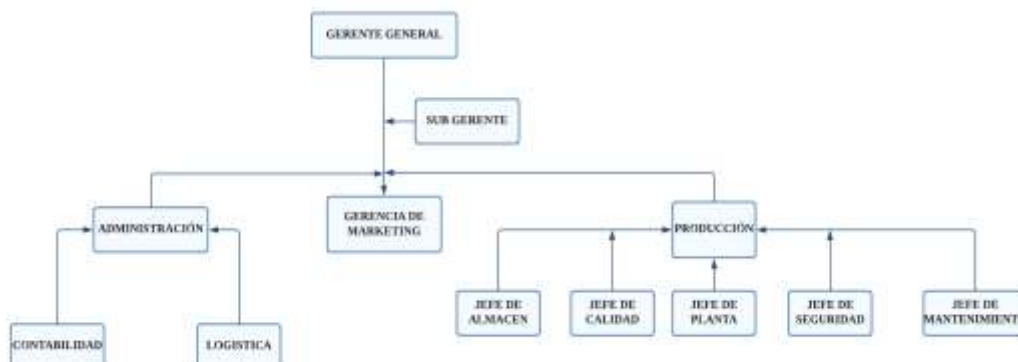 GERENTE GENERAL
SUB GERENTE
GERENCIA DE
MARKETING
ADMINISTRACIÓN
PRODUCCIÓN
JEFE DE
ALMACEN
JEFE DE
CALIDAD
JEFE DE
PLANTA
JEFE DE
SEGURIDAD
JEFE DE
MANTENIMIENT
CONTABILIDAD
LOGISTICA